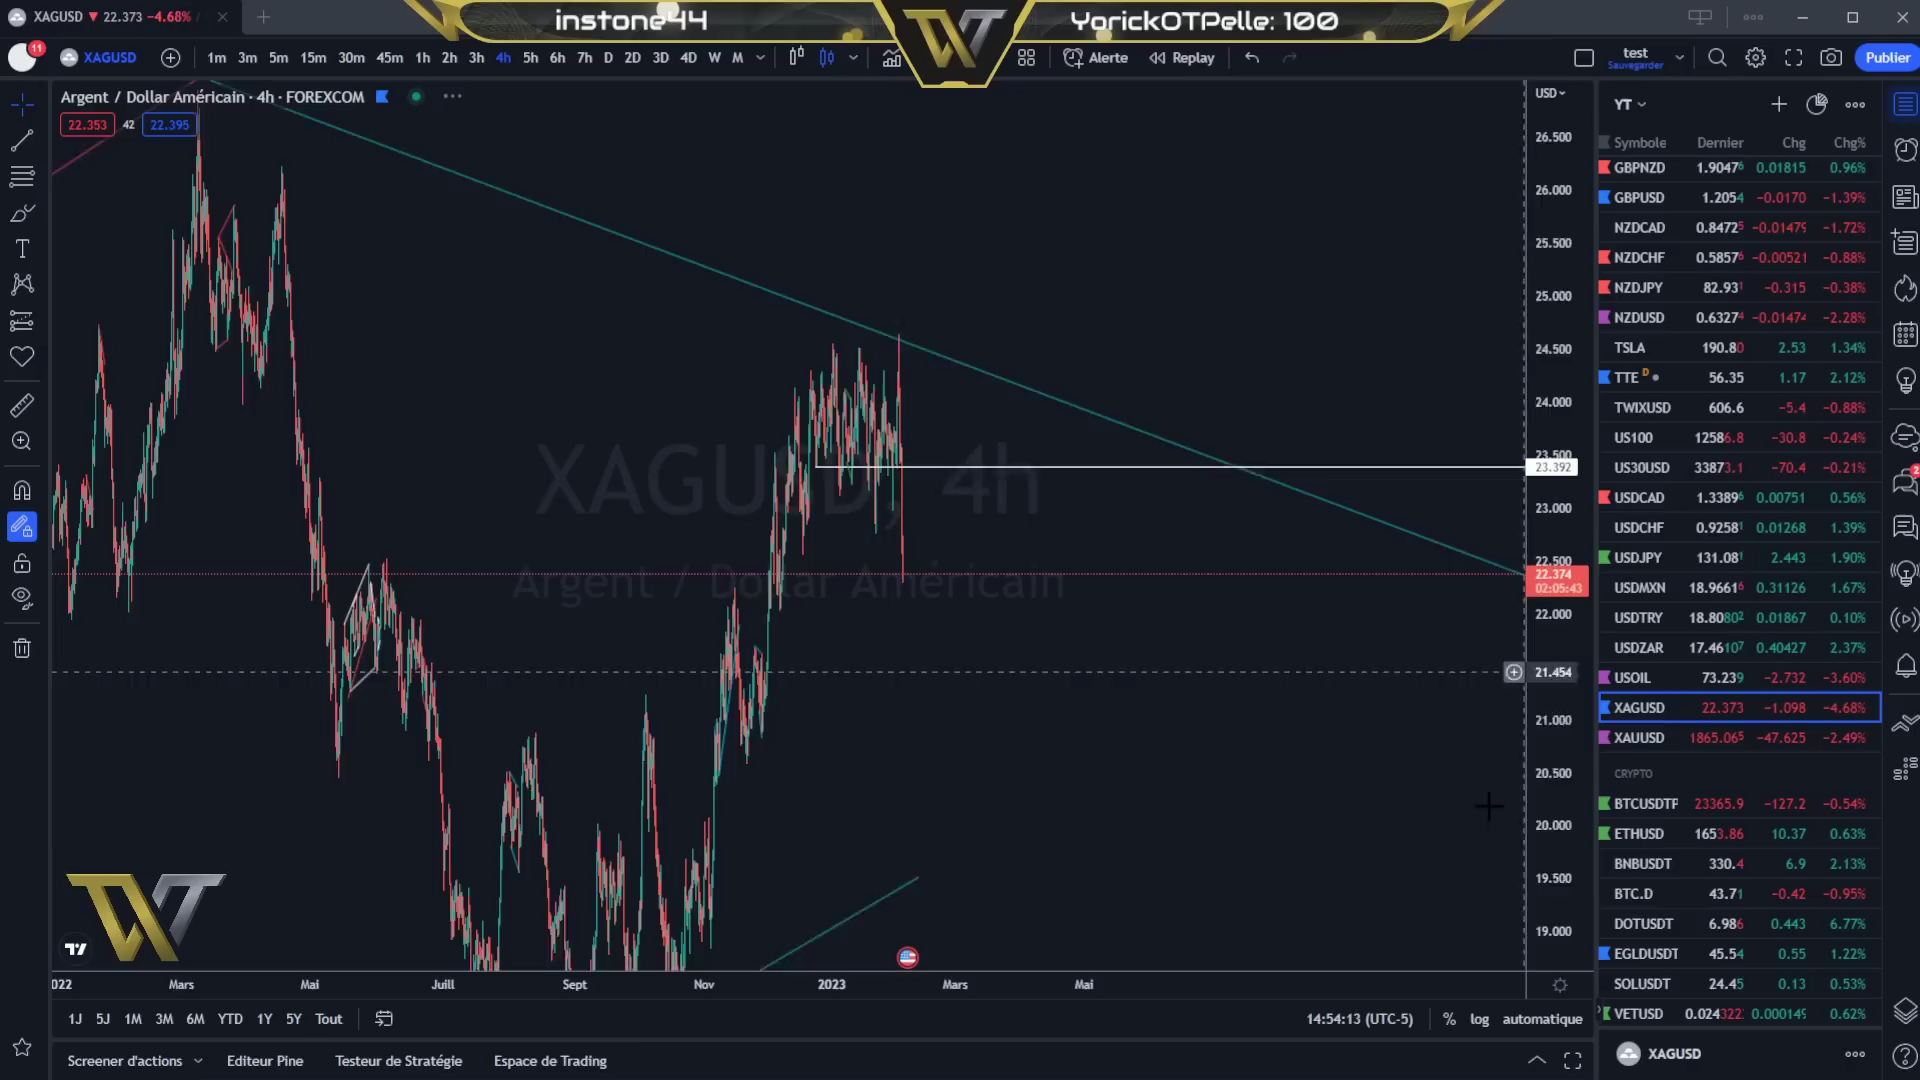 XAGUSD ▼ 22.373 −4.68%
instone44
YorickOTPelle: 100
11
XAGUSD
1m 3m 5m 15m 30m 45m 1h 2h 3h 4h 5h 6h 7h D 2D 3D 4D W M
Alerte
Replay
test
Sauvegarder
Publier
Argent / Dollar Américain · 4h · FOREXCOM
22.353 42 22.395
XAGUSD, 4h
Argent / Dollar Américain
USD
26.500
26.000
25.500
25.000
24.500
24.000
23.500
23.392
23.000
22.500
22.374
02:05:43
22.000
21.454
21.000
20.500
20.000
19.500
19.000
Mars Mai Juill Sept Nov 2023 Mars Mai
1J 5J 1M 3M 6M YTD 1Y 5Y Tout
14:54:13 (UTC-5) % log automatique
Screener d'actions Editeur Pine Testeur de Stratégie Espace de Trading
YT
Symbole Dernier Chg Chg%
GBPNZD 1.90476 0.01815 0.96%
GBPUSD 1.2054 −0.0170 −1.39%
NZDCAD 0.84725 −0.01479 −1.72%
NZDCHF 0.58576 −0.00521 −0.88%
NZDJPY 82.931 −0.315 −0.38%
NZDUSD 0.63274 −0.01474 −2.28%
TSLA 190.80 2.53 1.34%
TTE D 56.35 1.17 2.12%
TWIXUSD 606.6 −5.4 −0.88%
US100 12586.8 −30.8 −0.24%
US30USD 33873.1 −70.4 −0.21%
USDCAD 1.33896 0.00751 0.56%
USDCHF 0.92581 0.01268 1.39%
USDJPY 131.081 2.443 1.90%
USDMXN 18.96616 0.31126 1.67%
USDTRY 18.80802 0.01867 0.10%
USDZAR 17.46107 0.40427 2.37%
USOIL 73.239 −2.732 −3.60%
XAGUSD 22.373 −1.098 −4.68%
XAUUSD 1865.065 −47.625 −2.49%
CRYPTO
BTCUSDTP 23365.9 −127.2 −0.54%
ETHUSD 1653.86 10.37 0.63%
BNBUSDT 330.4 6.9 2.13%
BTC.D 43.71 −0.42 −0.95%
DOTUSDT 6.986 0.443 6.77%
EGLDUSDT 45.54 0.55 1.22%
SOLUSDT 24.45 0.13 0.53%
VETUSD 0.000149 0.62%
XAGUSD